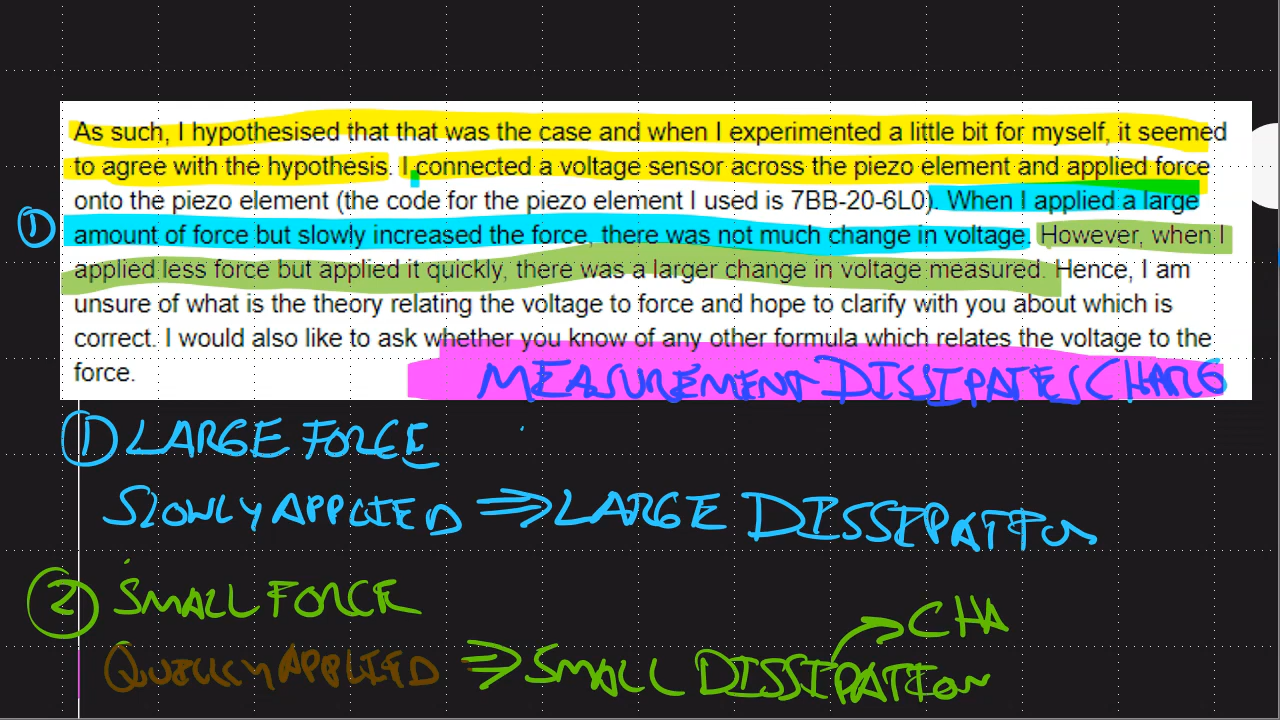 As such, I hypothesised that that was the case and when I experimented a little bit for myself, it seemed
to agree with the hypothesis. I connected a voltage sensor across the piezo element and applied force
onto the piezo element (the code for the piezo element I used is 7BB-20-6L0). When I applied a large
① amount of force but slowly increased the force, there was not much change in voltage. However, when I
applied less force but applied it quickly, there was a larger change in voltage measured. Hence, I am
unsure of what is the theory relating the voltage to force and hope to clarify with you about which is
correct. I would also like to ask whether you know of any other formula which relates the voltage to the
force.
MEASUREMENT DISSIPATES CHARG
① LARGE FORCE
SLOWLY APPLIED ⇒ LARGE DISSIPATION
② SMALL FORCE
CHA
QUICKLY APPLIED ⇒ SMALL DISSIPATION